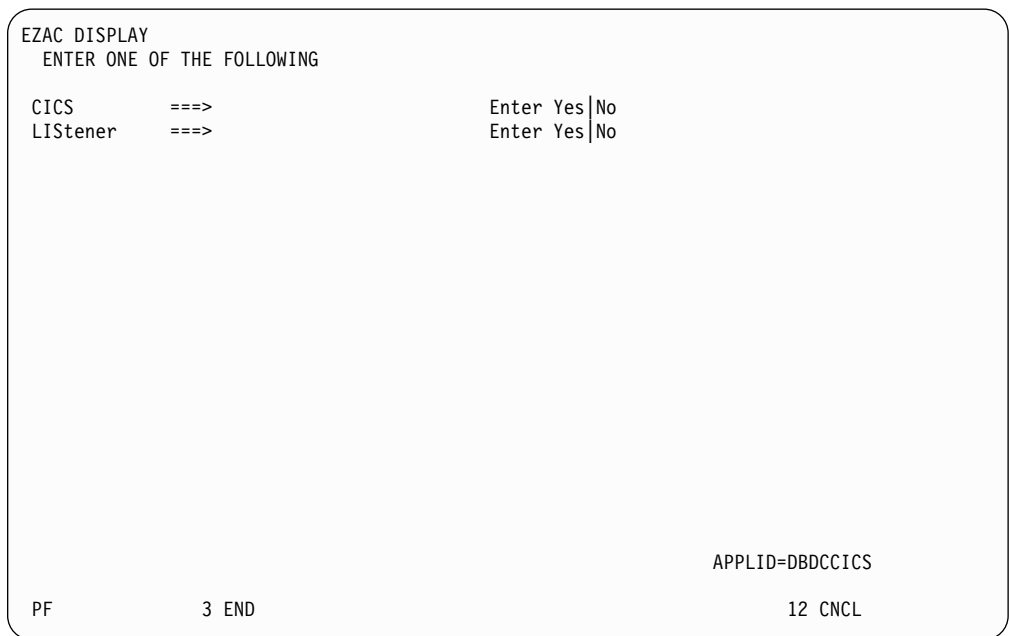 EZAC DISPLAY
ENTER ONE OF THE FOLLOWING
CICS ===> Enter Yes|No
LIStener ===> Enter Yes|No
APPLID=DBDCCICS
PF 3 END 12 CNCL